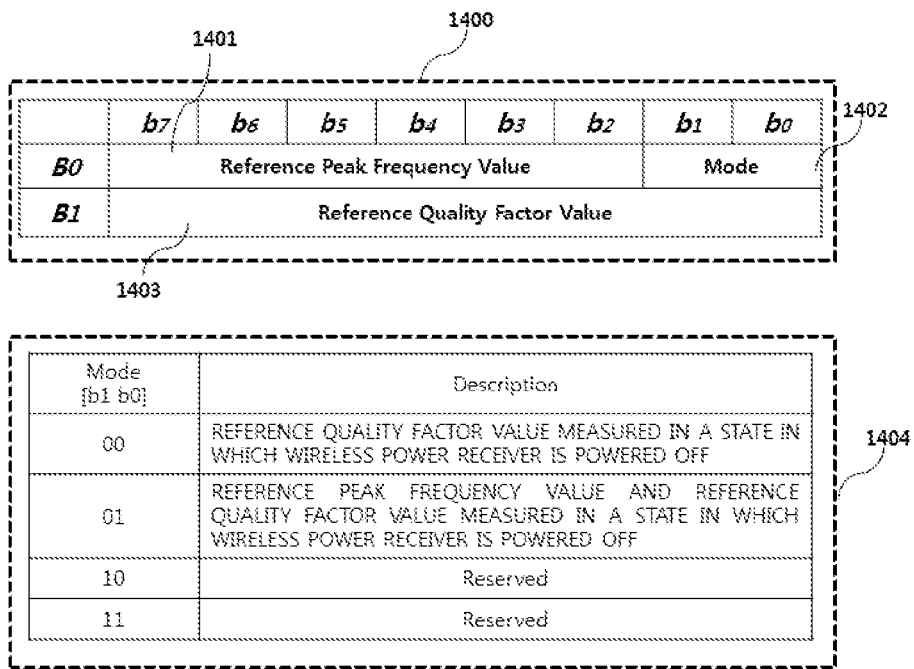 1400
1401
b7 b6 b5 b4 b3 b2 b1 b0
1402
B0 Reference Peak Frequency Value Mode
B1 Reference Quality Factor Value
1403
Mode
[b1 b0] Description
00 REFERENCE QUALITY FACTOR VALUE MEASURED IN A STATE IN
WHICH WIRELESS POWER RECEIVER IS POWERED OFF
1404
01 REFERENCE PEAK FREQUENCY VALUE AND REFERENCE
QUALITY FACTOR VALUE MEASURED IN A STATE IN WHICH
WIRELESS POWER RECEIVER IS POWERED OFF
10 Reserved
11 Reserved